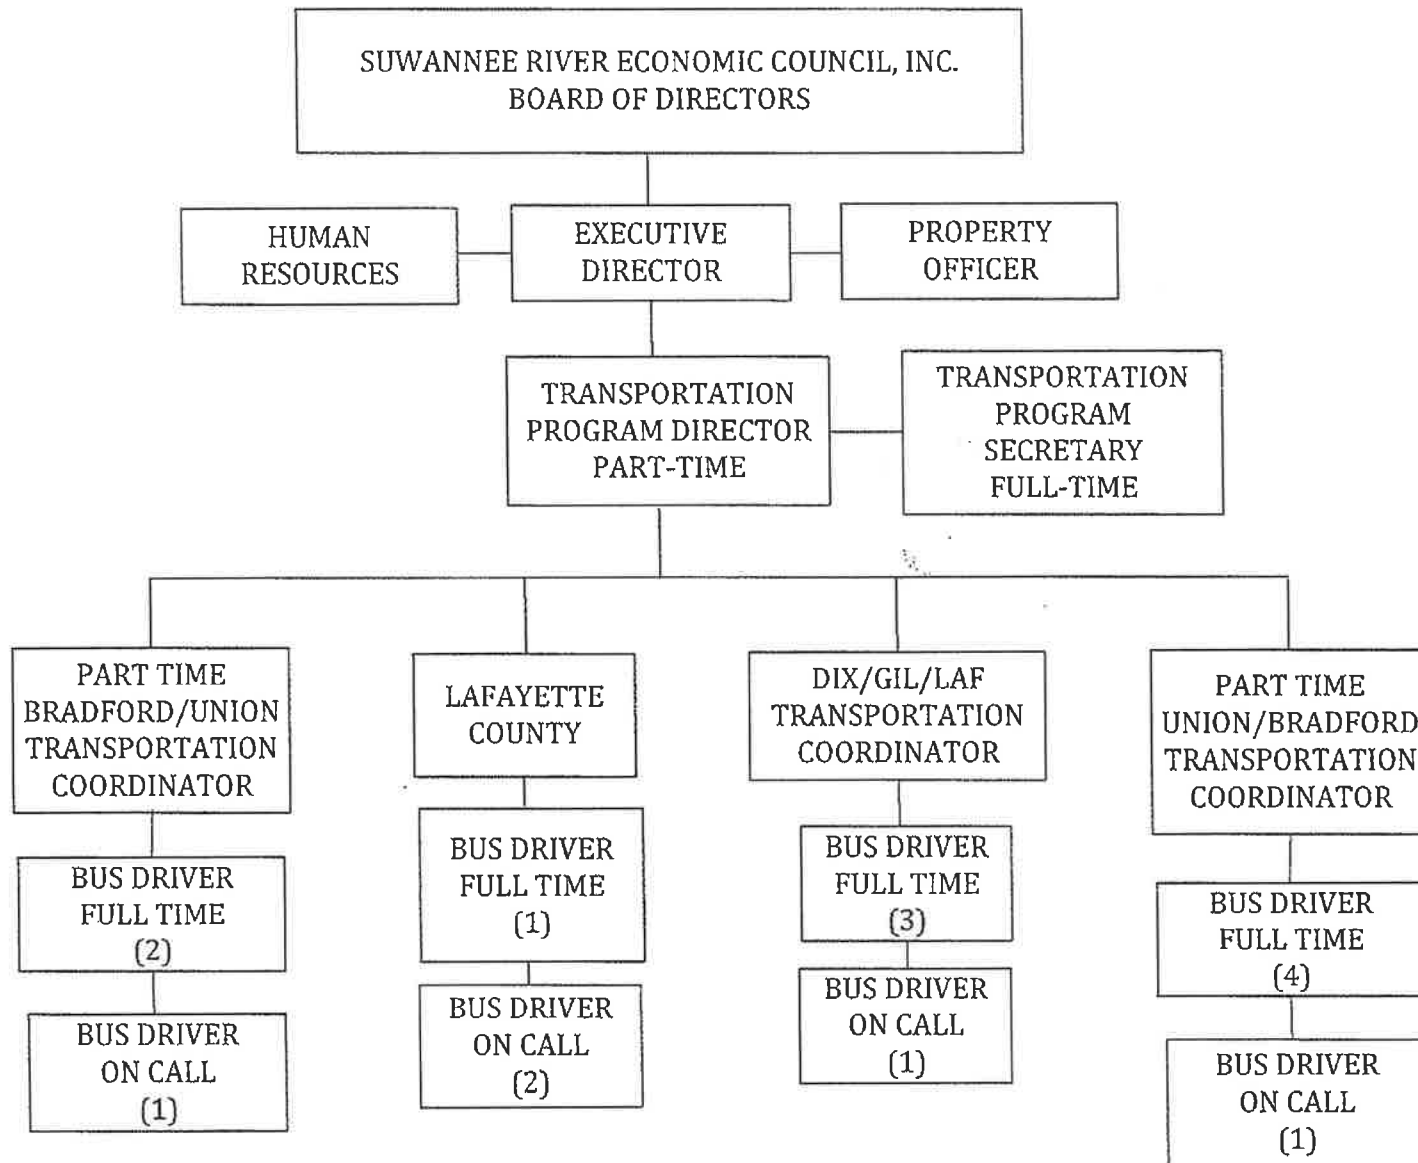 SUWANNEE RIVER ECONOMIC COUNCIL, INC.
BOARD OF DIRECTORS
HUMAN
RESOURCES
EXECUTIVE
DIRECTOR
PROPERTY
OFFICER
TRANSPORTATION
PROGRAM DIRECTOR
PART-TIME
TRANSPORTATION
PROGRAM
SECRETARY
FULL-TIME
PART TIME
BRADFORD/UNION
TRANSPORTATION
COORDINATOR
BUS DRIVER
FULL TIME
(2)
BUS DRIVER
ON CALL
(1)
LAFAYETTE
COUNTY
BUS DRIVER
FULL TIME
(1)
BUS DRIVER
ON CALL
(2)
DIX/GIL/LAF
TRANSPORTATION
COORDINATOR
BUS DRIVER
FULL TIME
(3)
BUS DRIVER
ON CALL
(1)
PART TIME
UNION/BRADFORD
TRANSPORTATION
COORDINATOR
BUS DRIVER
FULL TIME
(4)
BUS DRIVER
ON CALL
(1)